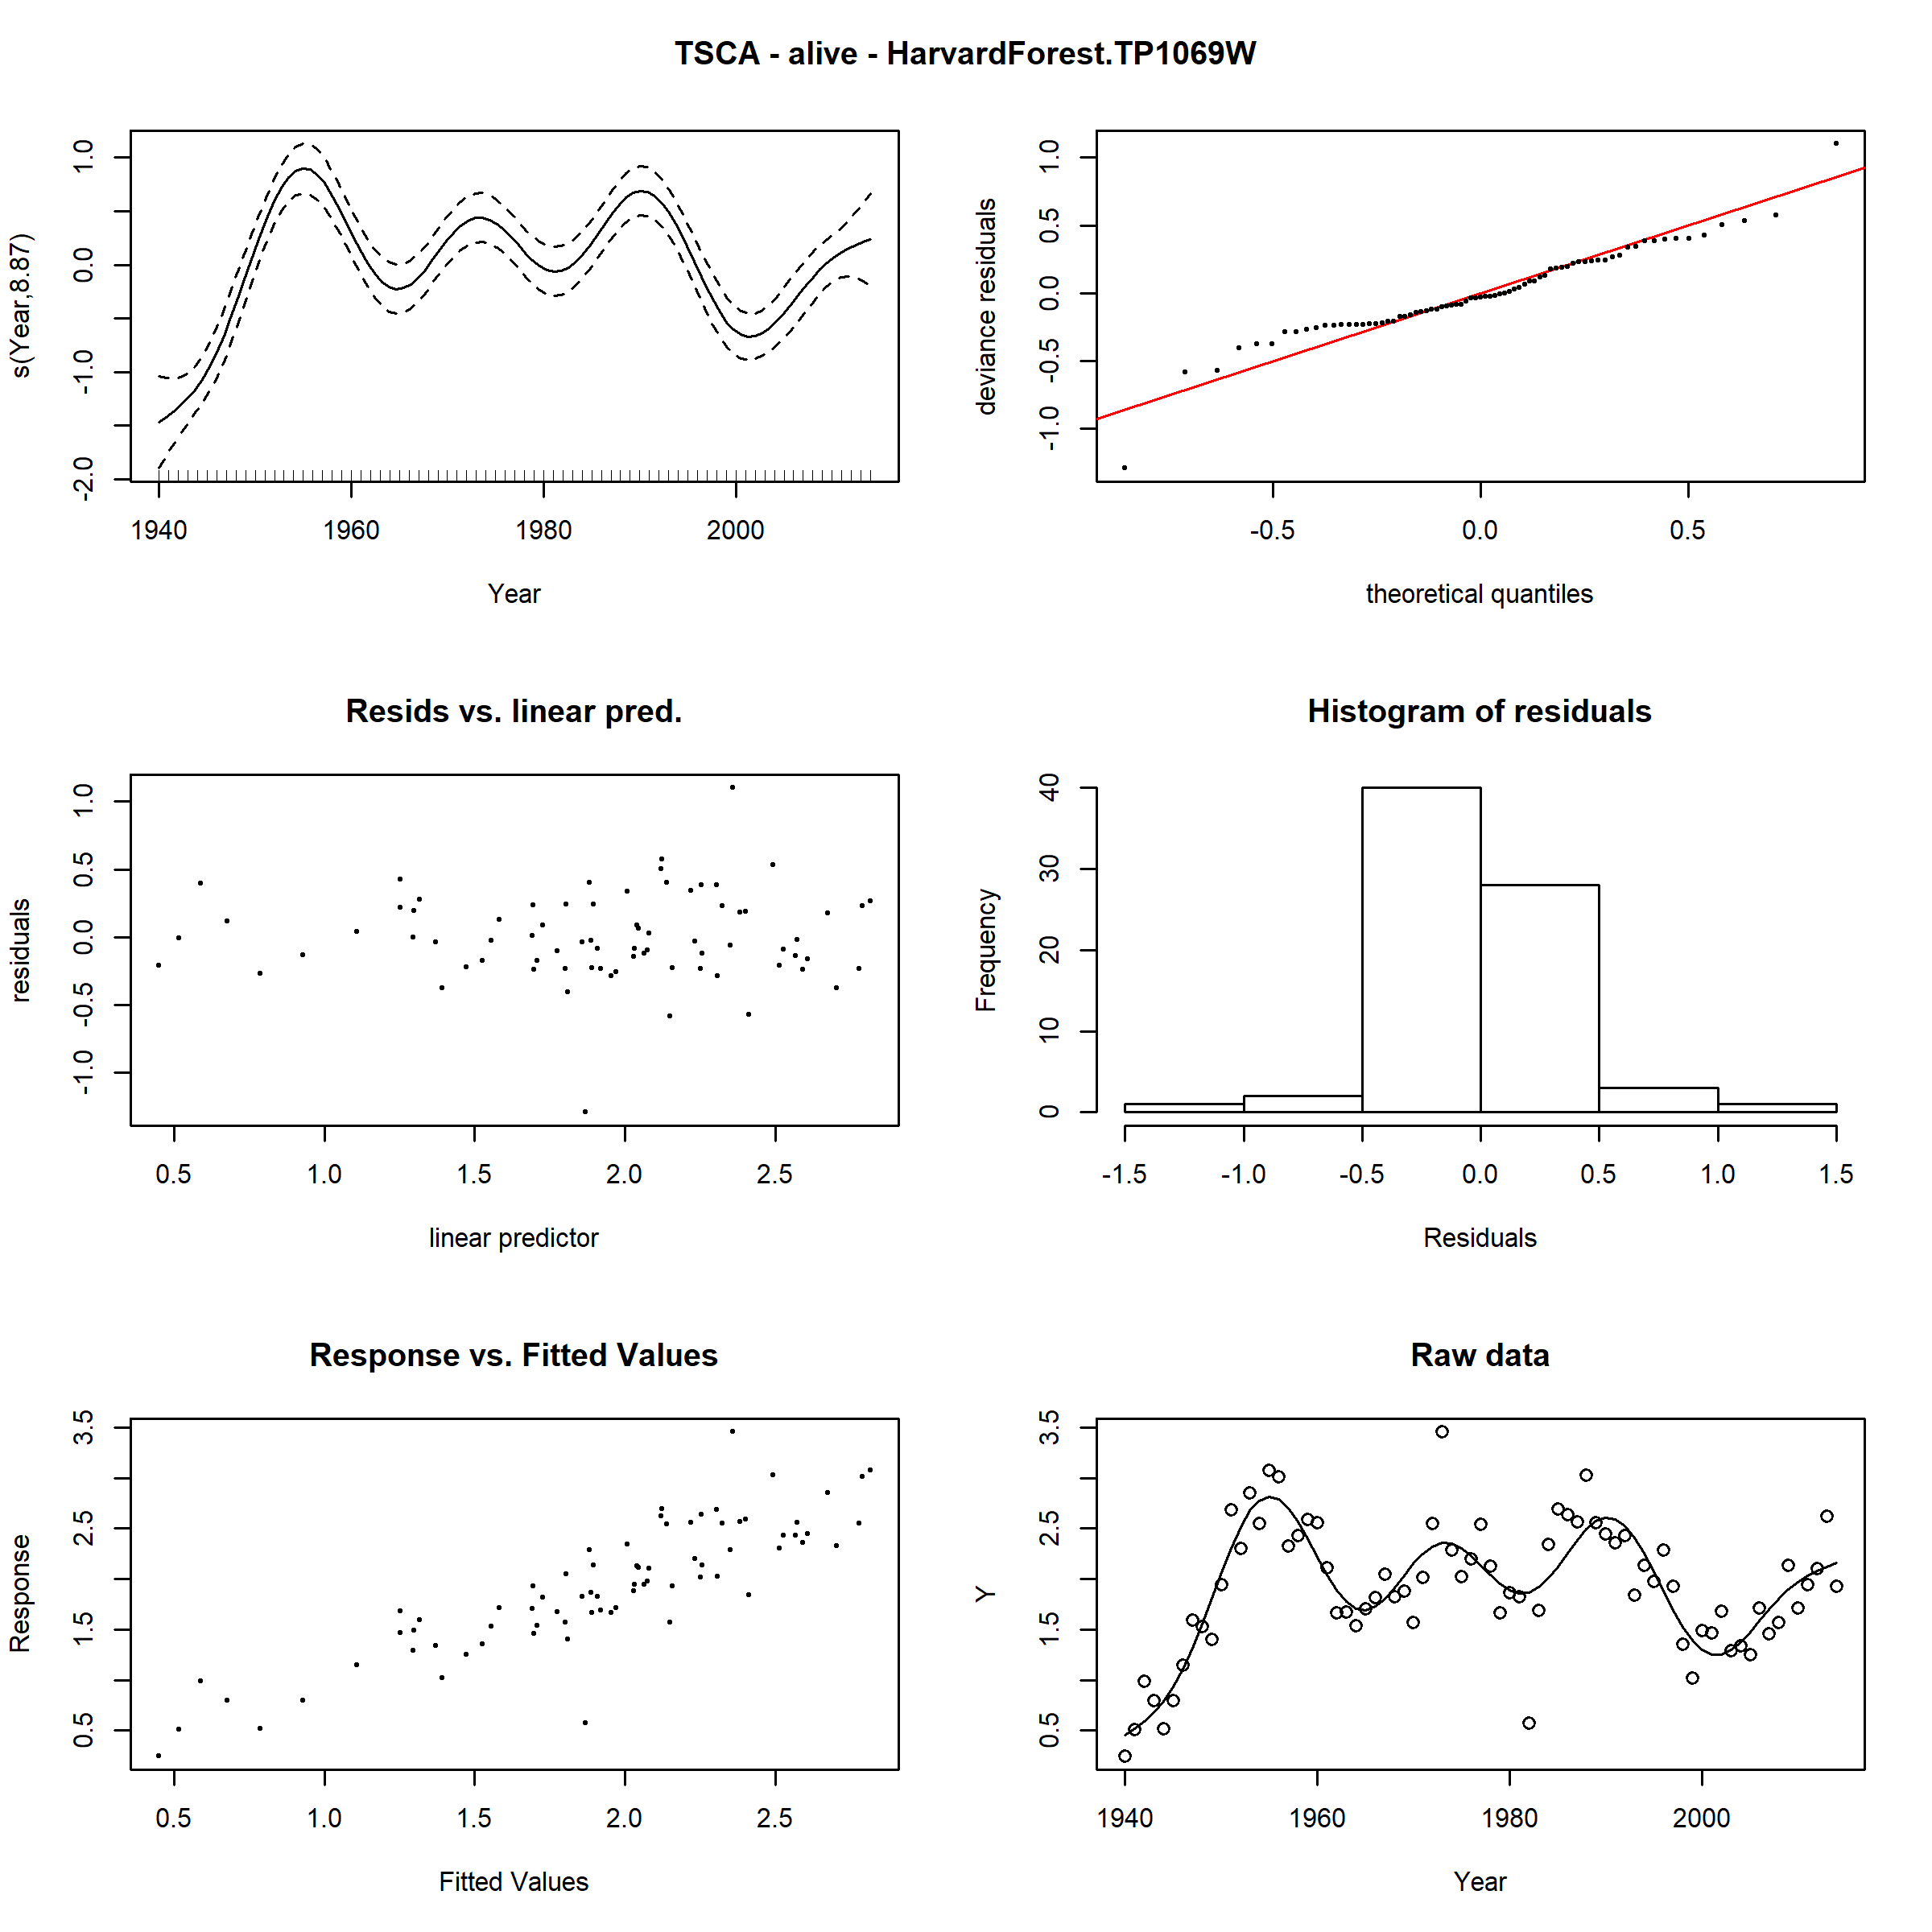 TSCA - alive - HarvardForest.TP1069W
s(Year,8.87)
-2.0 -1.0 0.0 1.0
1940 1960 1980 2000
Year
deviance residuals
-1.0 -0.5 0.0 0.5 1.0
-0.5 0.0 0.5
theoretical quantiles
Resids vs. linear pred.
residuals
-1.0 -0.5 0.0 0.5 1.0
0.5 1.0 1.5 2.0 2.5
linear predictor
Histogram of residuals
Frequency
0 10 20 30 40
-1.5 -1.0 -0.5 0.0 0.5 1.0 1.5
Residuals
Response vs. Fitted Values
Response
0.5 1.5 2.5 3.5
0.5 1.0 1.5 2.0 2.5
Fitted Values
Raw data
Y
0.5 1.5 2.5 3.5
1940 1960 1980 2000
Year